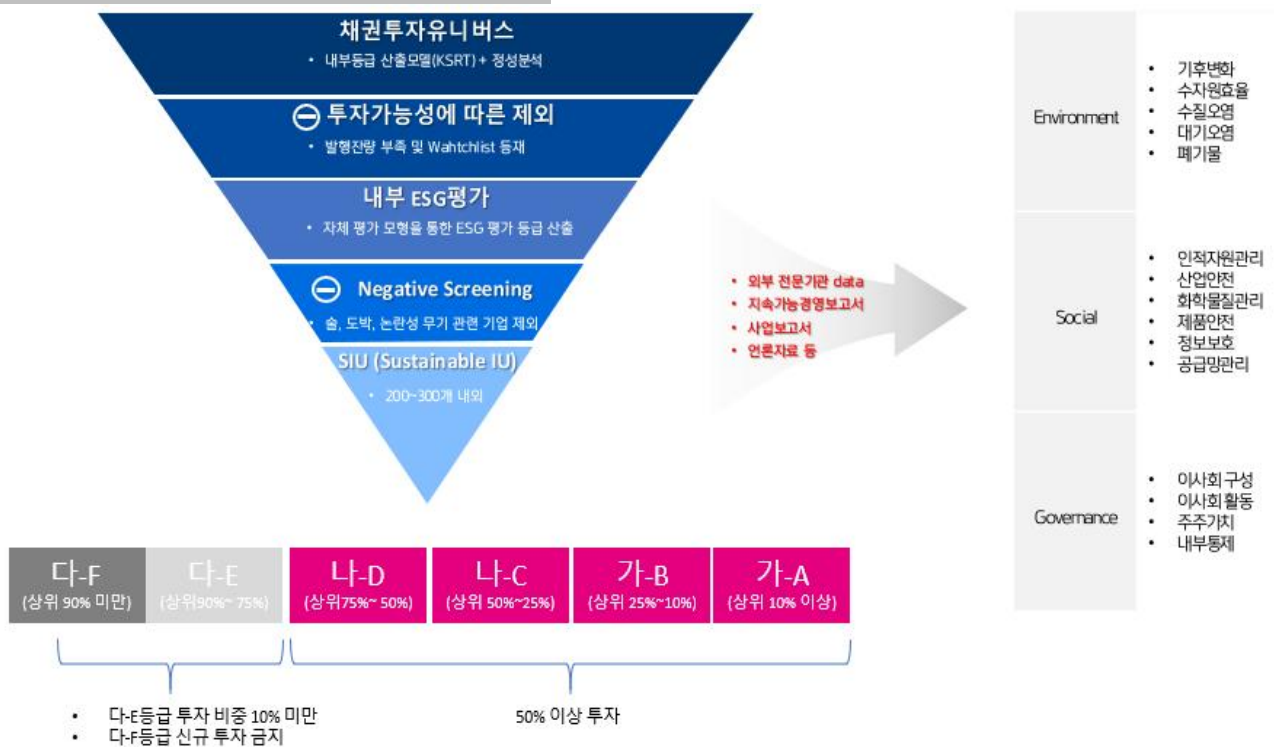 채권투자유니버스
• 내부등급 산출모델(KSRT) + 정성분석
투자가능성에 따른 제외
• 발행잔량 부족 및 Wahtchlist 등재
내부 ESG평가
• 자체 평가 모형을 통한 ESG 평가 등급 산출
Negative Screening
• 술, 도박, 논란성 무기 관련 기업 제외
SIU (Sustainable IU)
• 200~300개 내외
• 외부 전문기관 data
• 지속가능경영보고서
• 사업보고서
• 언론자료 등
Environment
• 기후변화
• 수자원효율
• 수질오염
• 대기오염
• 폐기물
Social
• 인적자원관리
• 산업안전
• 화학물질관리
• 제품안전
• 정보보호
• 공급망관리
Governance
• 이사회 구성
• 이사회 활동
• 주주가치
• 내부통제
다-F
(상위 90% 미만)
다-E
(상위90%~ 75%)
나-D
(상위75%~ 50%)
나-C
(상위 50%~25%)
가-B
(상위 25%~10%)
가-A
(상위 10% 이상)
• 다-E등급 투자 비중 10% 미만
• 다-F등급 신규 투자 금지
50% 이상 투자